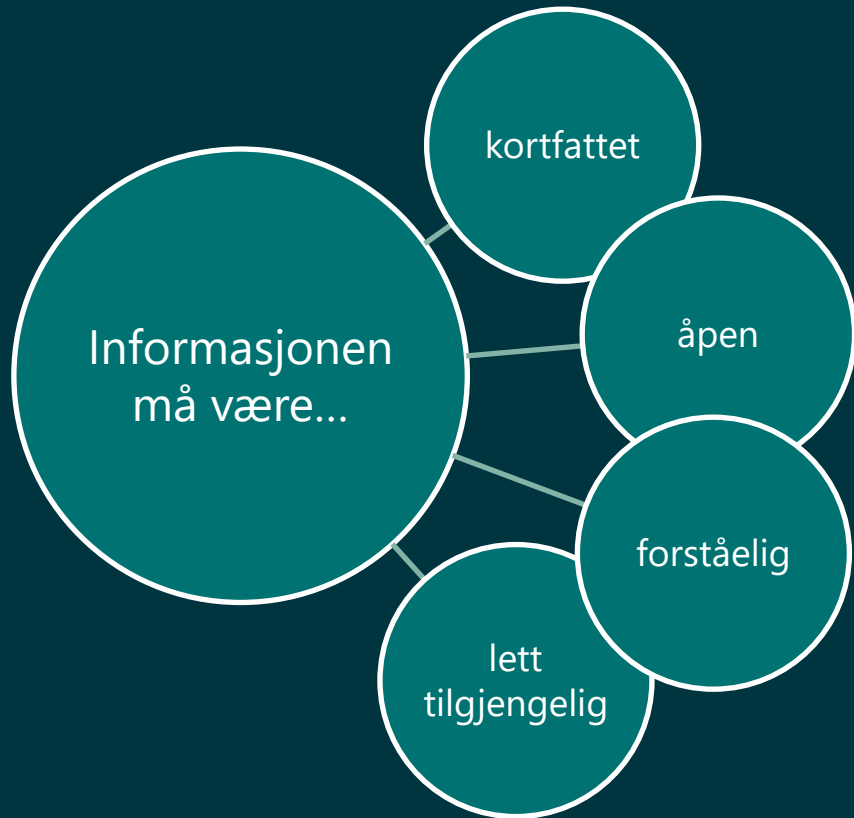 Informasjonen
må være…
kortfattet
åpen
forståelig
lett
tilgjengelig